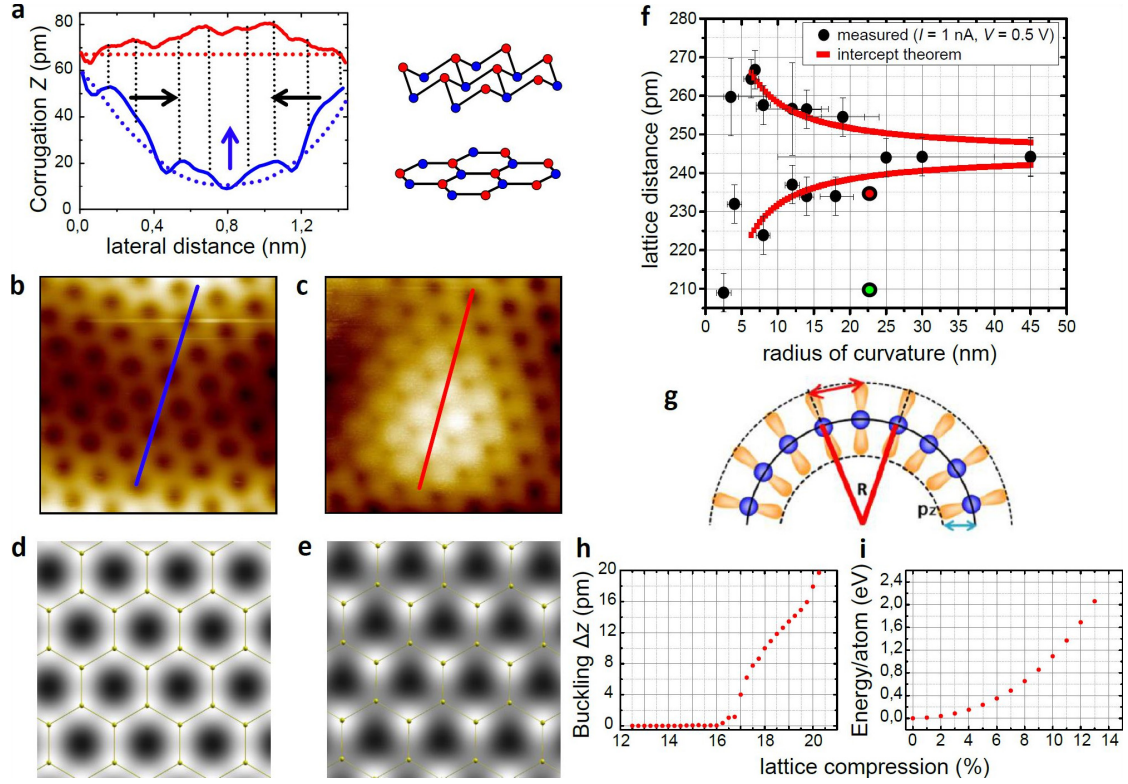 a
80
60
40
20
0
Corrugation Z (pm)
0,0
0,4
0,8
1,2
lateral distance (nm)
b
c
d
e
f
measured (I = 1 nA, V = 0.5 V)
intercept theorem
270
260
250
240
230
220
210
lattice distance (pm)
0 5 10 15 20 25 30 35 40 45 50
radius of curvature (nm)
g
R
pz
h
20
16
12
8
4
0
Buckling Δz (pm)
12 14 16 18 20
i
2,4
2,0
1,6
1,2
0,8
0,4
0,0
Energy/atom (eV)
0 2 4 6 8 10 12 14
lattice compression (%)